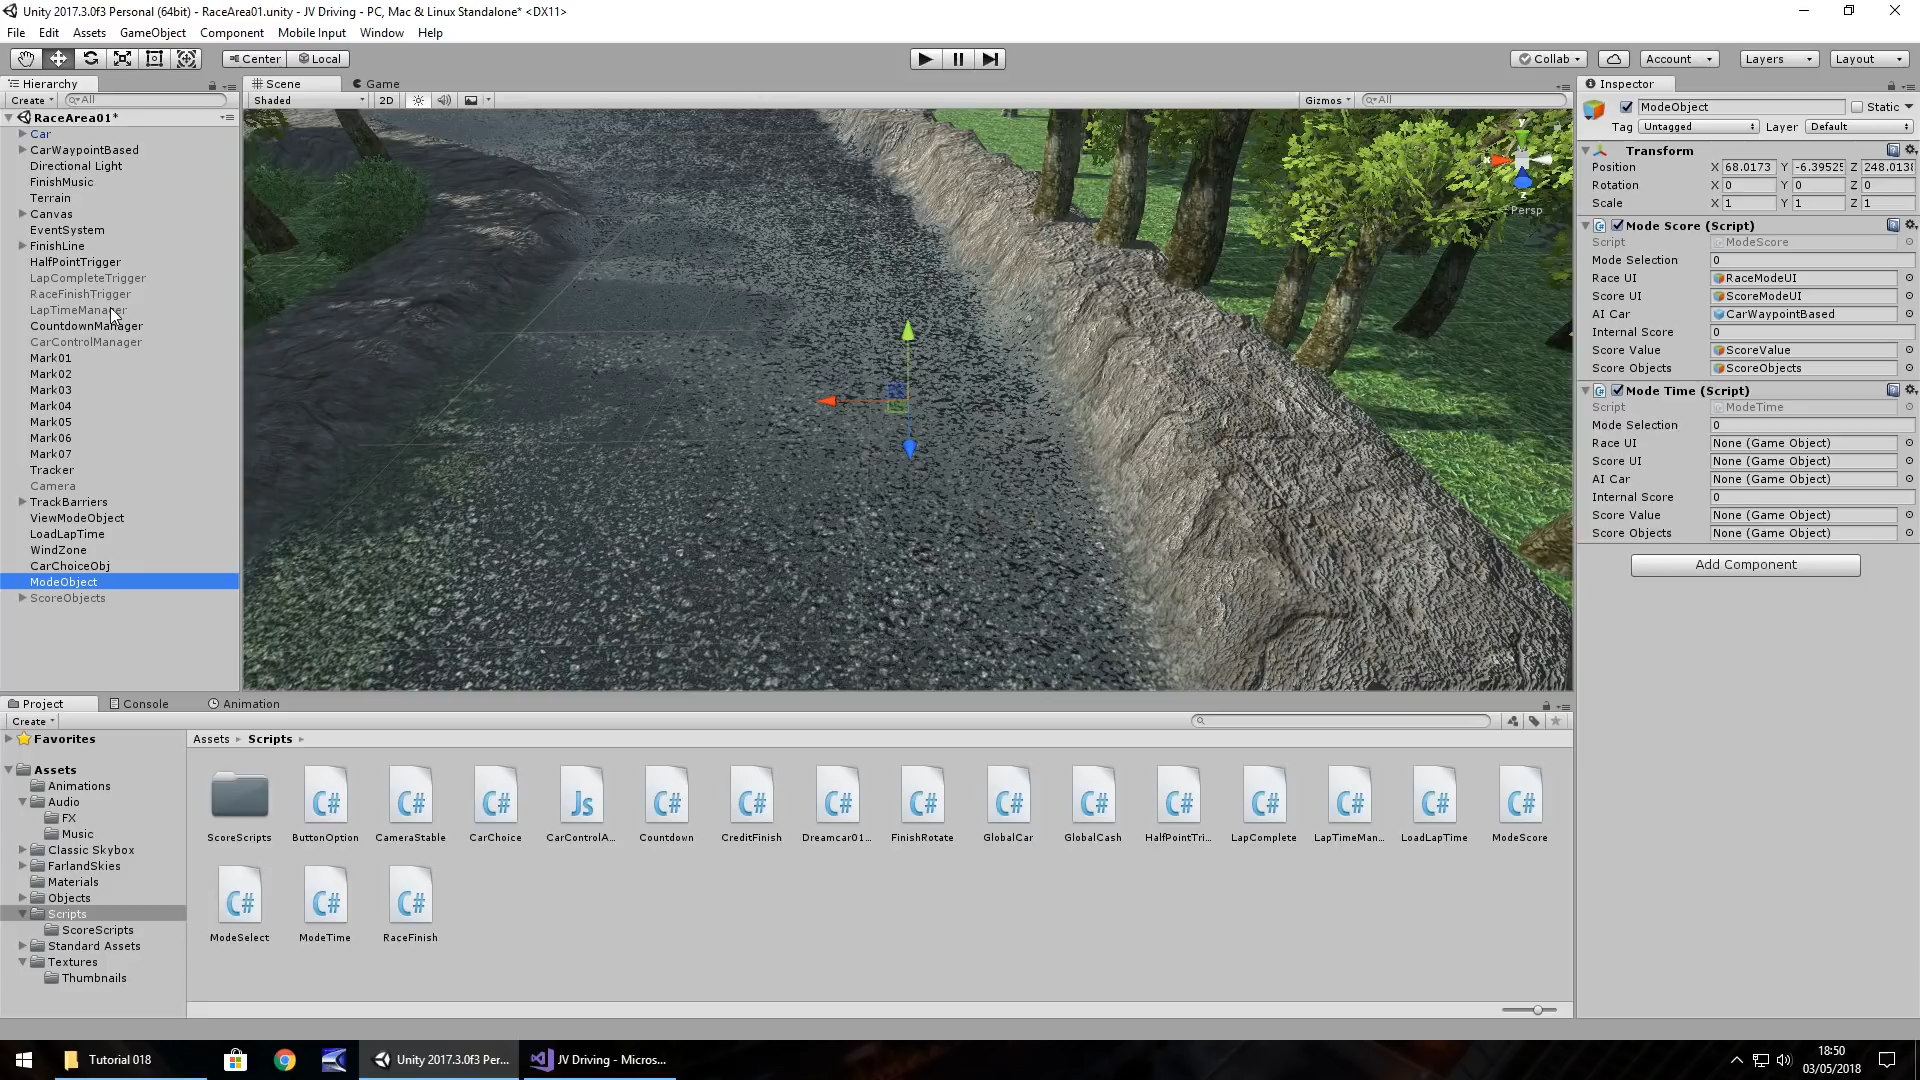 Unity 2017.3.0f3 Personal (64bit) - RaceArea01.unity - JV Driving - PC, Mac & Linux Standalone* <DX11>
File Edit Assets GameObject Component Mobile Input Window Help
Center Local Collab Account Layers Layout
Hierarchy Scene Game Inspector
Create All Shaded 2D Gizmos All
RaceArea01*
Car
CarWaypointBased
Directional Light
FinishMusic
Terrain
Canvas
EventSystem
FinishLine
HalfPointTrigger
LapCompleteTrigger
RaceFinishTrigger
LapTimeManager
CountdownManager
CarControlManager
Mark01
Mark02
Mark03
Mark04
Mark05
Mark06
Mark07
Tracker
Camera
TrackBarriers
ViewModeObject
LoadLapTime
WindZone
CarChoiceObj
ModeObject
ScoreObjects
y
x
z
Persp
ModeObject Static
Tag Untagged Layer Default
Transform
Position X 68.0173 Y -6.39525 Z 248.0138
Rotation X 0 Y 0 Z 0
Scale X 1 Y 1 Z 1
Mode Score (Script)
Script ModeScore
Mode Selection 0
Race UI RaceModeUI
Score UI ScoreModeUI
AI Car CarWaypointBased
Internal Score 0
Score Value ScoreValue
Score Objects ScoreObjects
Mode Time (Script)
Script ModeTime
Mode Selection 0
Race UI None (Game Object)
Score UI None (Game Object)
AI Car None (Game Object)
Internal Score 0
Score Value None (Game Object)
Score Objects None (Game Object)
Add Component
Project Console Animation
Create
Favorites
Assets
Animations
Audio
FX
Music
Classic Skybox
FarlandSkies
Materials
Objects
Scripts
ScoreScripts
Standard Assets
Textures
Thumbnails
Assets Scripts
C# C# C# Js C# C# C# C# C# C# C# C# C# C# C#
ScoreScripts ButtonOption CameraStable CarChoice CarControlA... Countdown CreditFinish Dreamcar01... FinishRotate GlobalCar GlobalCash HalfPointTri... LapComplete LapTimeMan... LoadLapTime ModeScore
C# C# C#
ModeSelect ModeTime RaceFinish
Tutorial 018 Unity 2017.3.0f3 Per... JV Driving - Micros...
18:50
03/05/2018